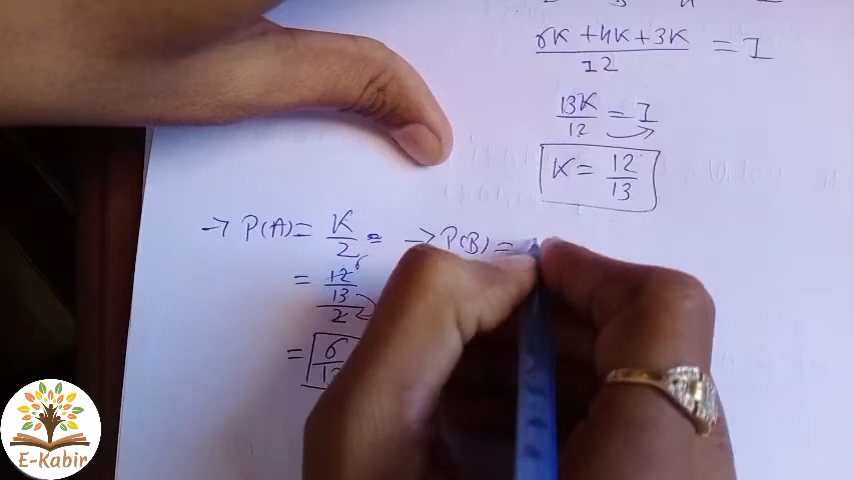 6K + 4K + 3K / 12 = 1
13K / 12 = 1
K = 12 / 13
→ P(A) = K / 2 = → P(B) =
= 12 / 13 / 2
= 6
E-Kabir